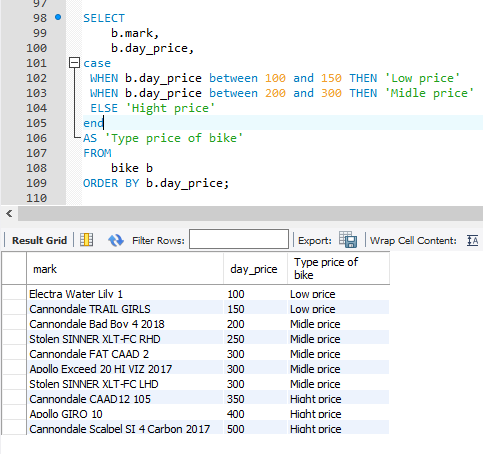 97
98 SELECT
99 b.mark,
100 b.day_price,
101 case
102 WHEN b.day_price between 100 and 150 THEN 'Low price'
103 WHEN b.day_price between 200 and 300 THEN 'Midle price'
104 ELSE 'Hight price'
105 end
106 AS 'Type price of bike'
107 FROM
108 bike b
109 ORDER BY b.day_price;
110
Result Grid Filter Rows: Export: Wrap Cell Content: IA
mark day_price Type price of bike
Electra Water Lily 1 100 Low price
Cannondale TRAIL GIRLS 150 Low price
Cannondale Bad Boy 4 2018 200 Midle price
Stolen SINNER XLT-FC RHD 250 Midle price
Cannondale FAT CAAD 2 300 Midle price
Apollo Exceed 20 HI VIZ 2017 300 Midle price
Stolen SINNER XLT-FC LHD 300 Midle price
Cannondale CAAD12 105 350 Hight price
Apollo GIRO 10 400 Hight price
Cannondale Scalpel SI 4 Carbon 2017 500 Hight price